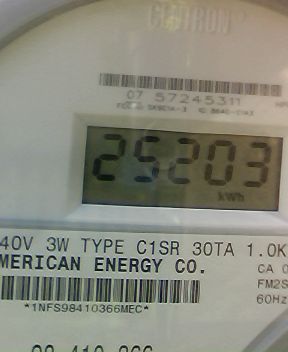 CENTRON
07 57245311
25203
kWh
40V 3W TYPE C1SR 30TA 1.0K
MERICAN ENERGY CO.
CA 0
FM2S
60Hz
*1NFS98410366MEC*